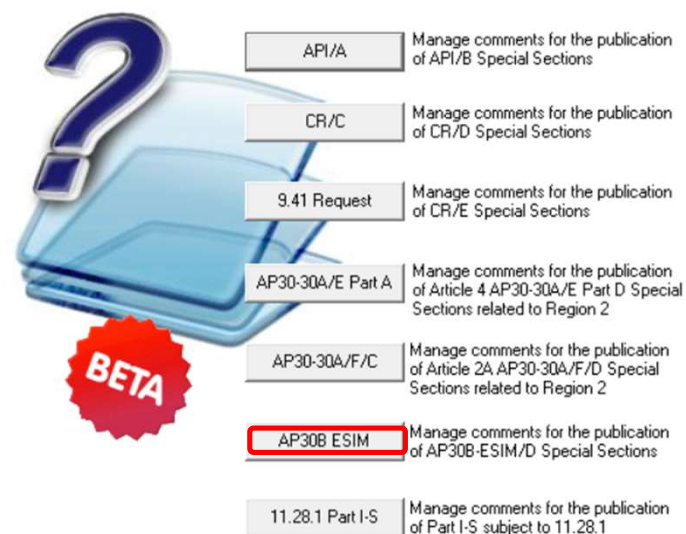 API/A
Manage comments for the publication
of API/B Special Sections
CR/C
Manage comments for the publication
of CR/D Special Sections
9.41 Request
Manage comments for the publication
of CR/E Special Sections
AP30-30A/E Part A
Manage comments for the publication
of Article 4 AP30-30A/E Part D Special
Sections related to Region 2
AP30-30A/F/C
Manage comments for the publication
of Article 2A AP30-30A/F/D Special
Sections related to Region 2
BETA
AP30B ESIM
Manage comments for the publication
of AP30B-ESIM/D Special Sections
11.28.1 Part I-S
Manage comments for the publication
of Part I-S subject to 11.28.1